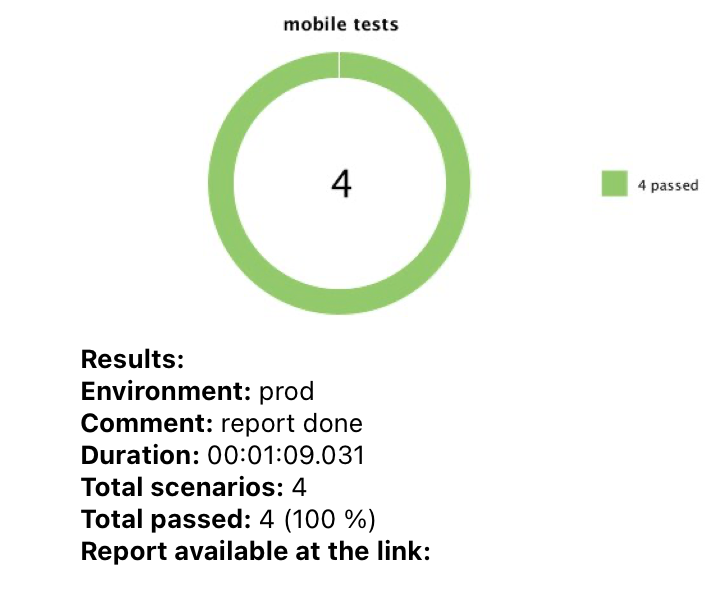 mobile tests
4
4 passed
Results:
Environment: prod
Comment: report done
Duration: 00:01:09.031
Total scenarios: 4
Total passed: 4 (100 %)
Report available at the link: